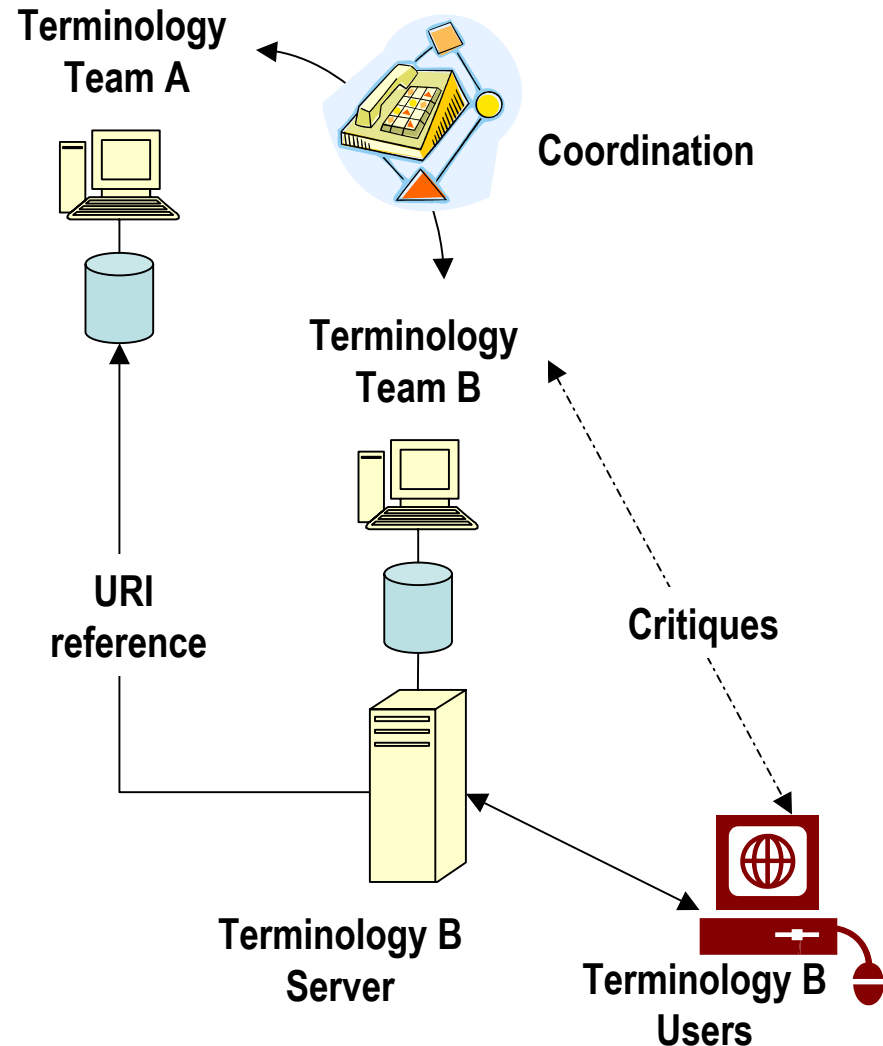 Terminology
Team A
Coordination
Terminology
Team B
URI
reference
Critiques
Terminology B
Server
Terminology B
Users